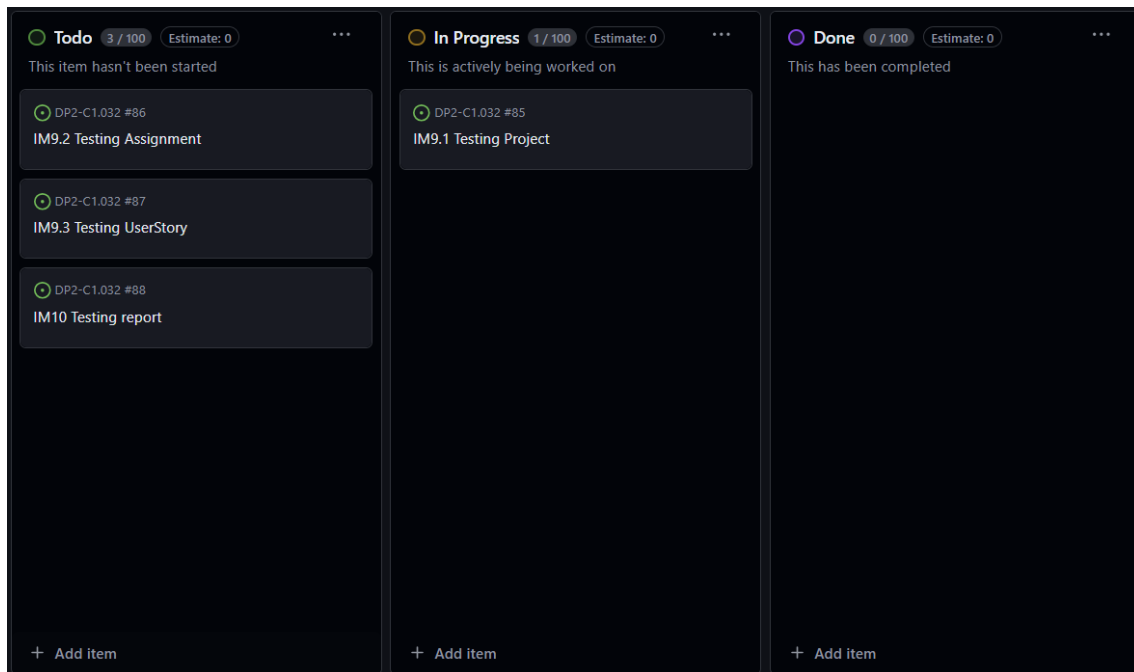 Todo 3 / 100 Estimate: 0
This item hasn't been started
DP2-C1.032 #86
IM9.2 Testing Assignment
DP2-C1.032 #87
IM9.3 Testing UserStory
DP2-C1.032 #88
IM10 Testing report
+ Add item
In Progress 1 / 100 Estimate: 0
This is actively being worked on
DP2-C1.032 #85
IM9.1 Testing Project
+ Add item
Done 0 / 100 Estimate: 0
This has been completed
+ Add item